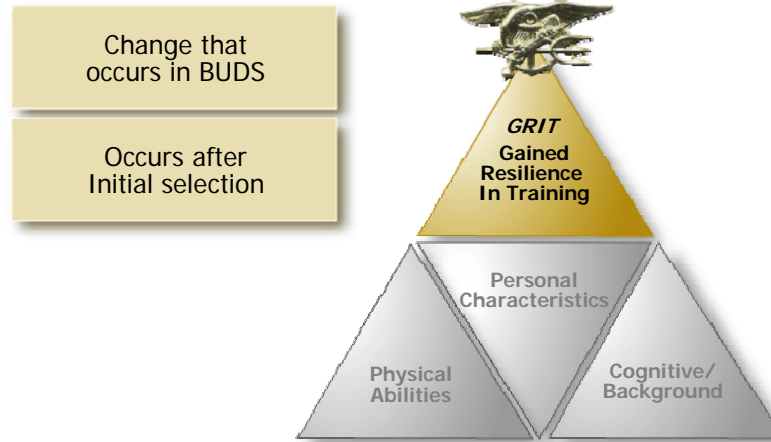 Change that
occurs in BUDS
Occurs after
Initial selection
GRIT
Gained
Resilience
In Training
Personal
Characteristics
Physical
Abilities
Cognitive/
Background